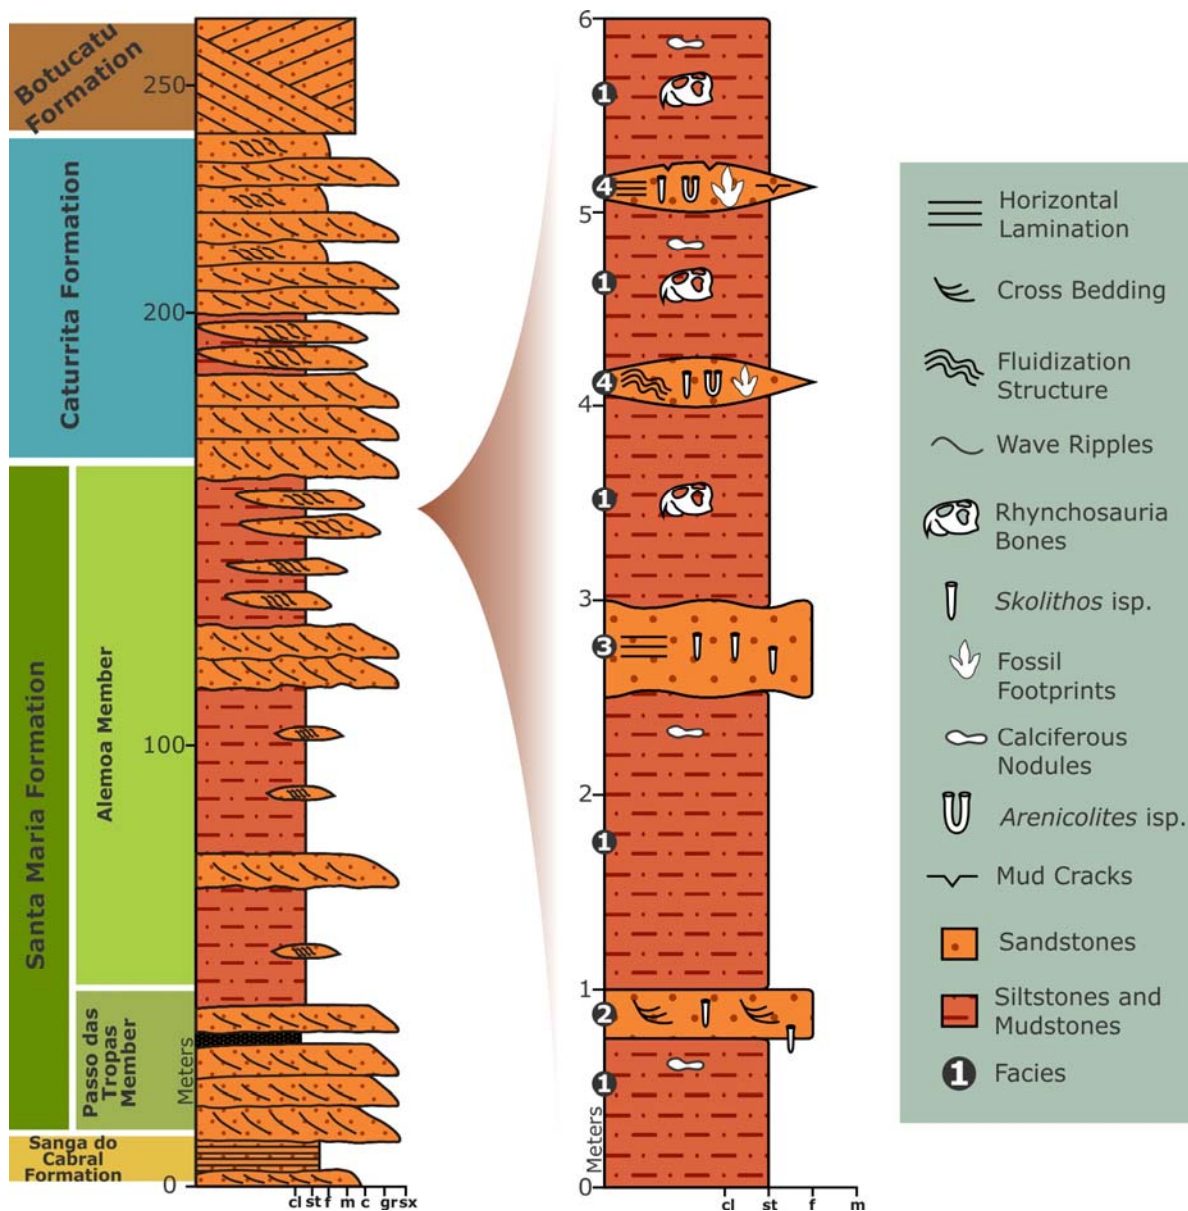 Botucatu
Formation
Caturrita Formation
Santa Maria Formation
Alemoa Member
Passo das
Tropas
Member
Sanga do
Cabral
Formation
250
200
100
0
Meters
cl st f m c gr sx
6
5
4
3
2
1
0
Meters
1
4
1
4
1
3
1
2
1
cl st f m
Horizontal
Lamination
Cross Bedding
Fluidization
Structure
Wave Ripples
Rhynchosauria
Bones
Skolithos isp.
Fossil
Footprints
Calciferous
Nodules
Arenicolites isp.
Mud Cracks
Sandstones
Siltstones and
Mudstones
1 Facies